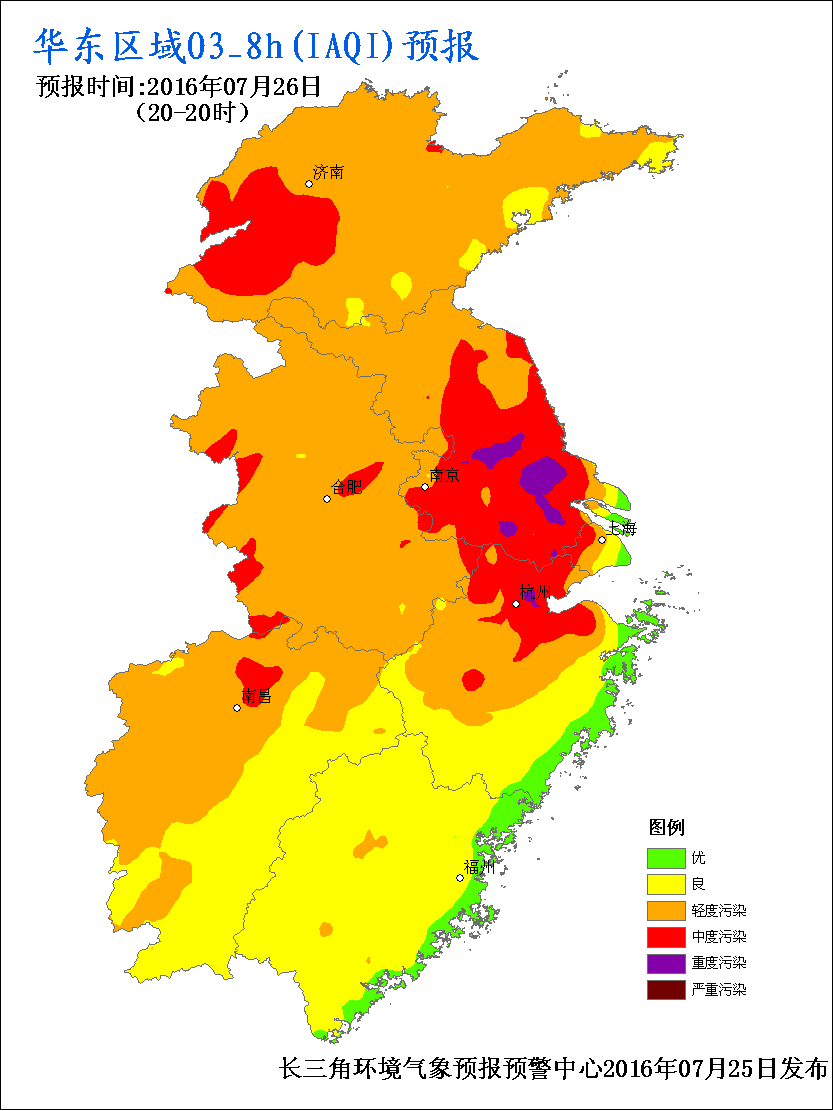 华东区域O3_8h(IAQI)预报
预报时间:2016年07月26日
(20-20时)
济南
南京
合肥
上海
杭州
南昌
福州
图例
优
良
轻度污染
中度污染
重度污染
严重污染
长三角环境气象预报预警中心2016年07月25日发布